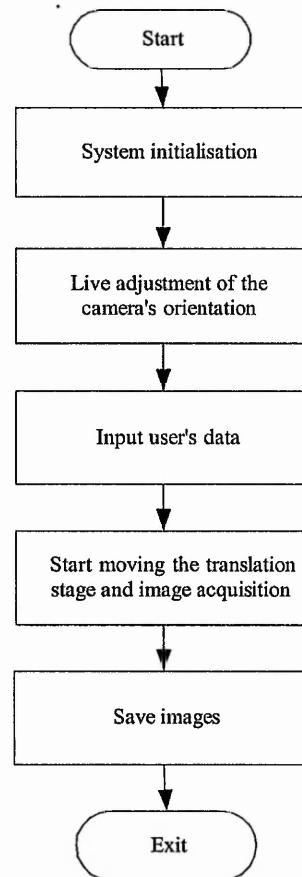 Start
System initialisation
Live adjustment of the
camera's orientation
Input user's data
Start moving the translation
stage and image acquisition
Save images
Exit